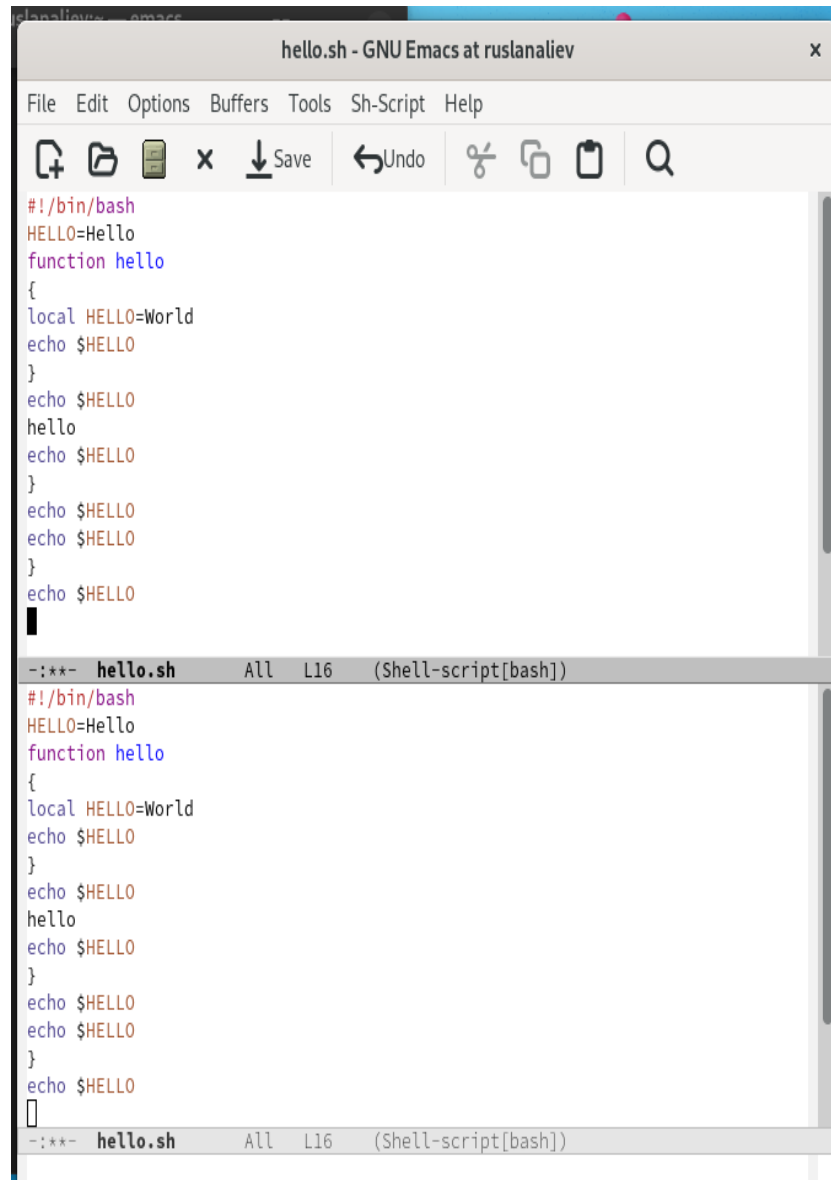 ruslanaliev:~ — emacs
hello.sh - GNU Emacs at ruslanaliev x
File Edit Options Buffers Tools Sh-Script Help
Save Undo
#!/bin/bash
HELLO=Hello
function hello
{
local HELLO=World
echo $HELLO
}
echo $HELLO
hello
echo $HELLO
}
echo $HELLO
echo $HELLO
}
echo $HELLO
-:**- hello.sh All L16 (Shell-script[bash])
#!/bin/bash
HELLO=Hello
function hello
{
local HELLO=World
echo $HELLO
}
echo $HELLO
hello
echo $HELLO
}
echo $HELLO
echo $HELLO
}
echo $HELLO
-:**- hello.sh All L16 (Shell-script[bash])